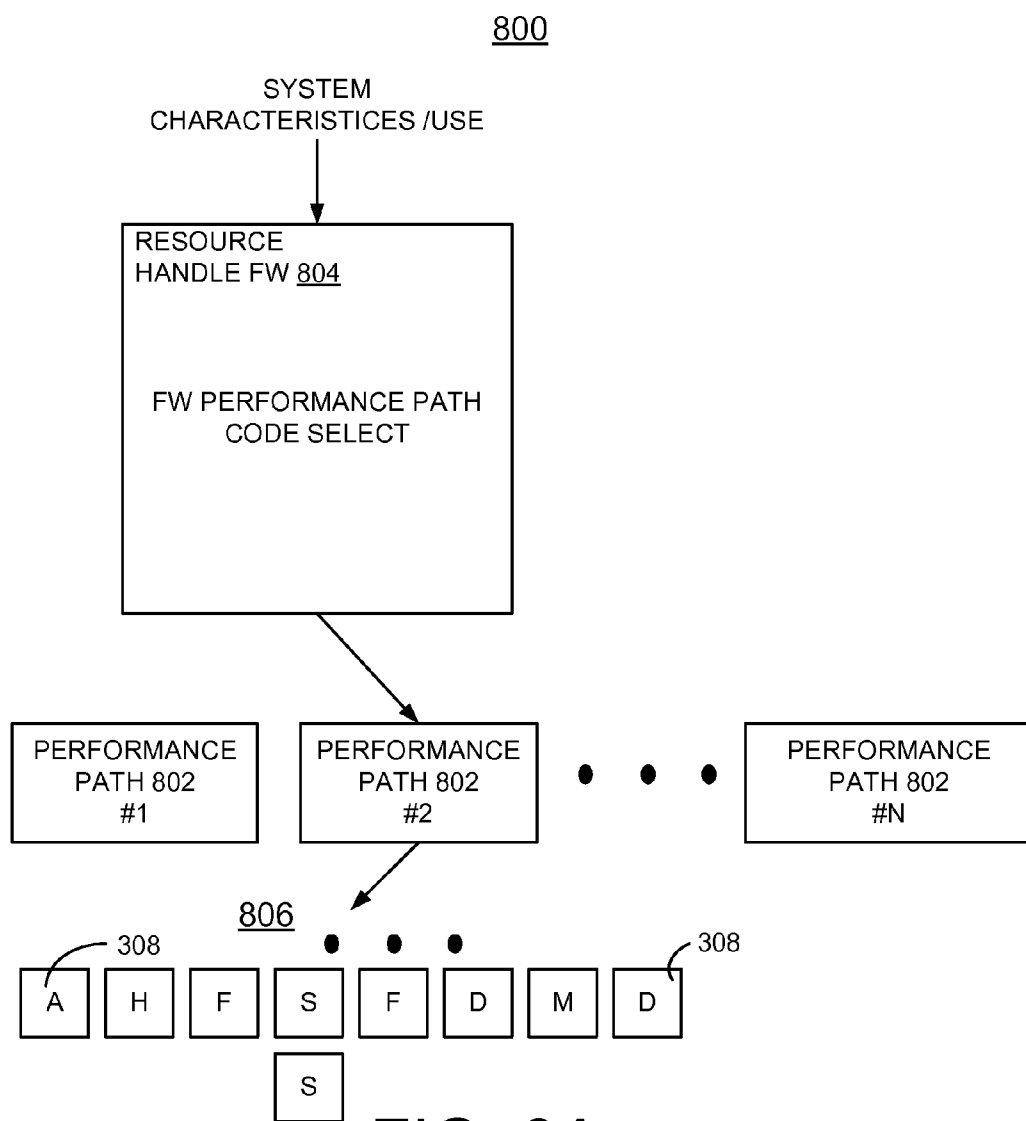 800
SYSTEM
CHARACTERISTICES /USE
RESOURCE
HANDLE FW 804
FW PERFORMANCE PATH
CODE SELECT
PERFORMANCE
PATH 802
#1
PERFORMANCE
PATH 802
#2
PERFORMANCE
PATH 802
#N
806
308
308
A H F S F D M D
S